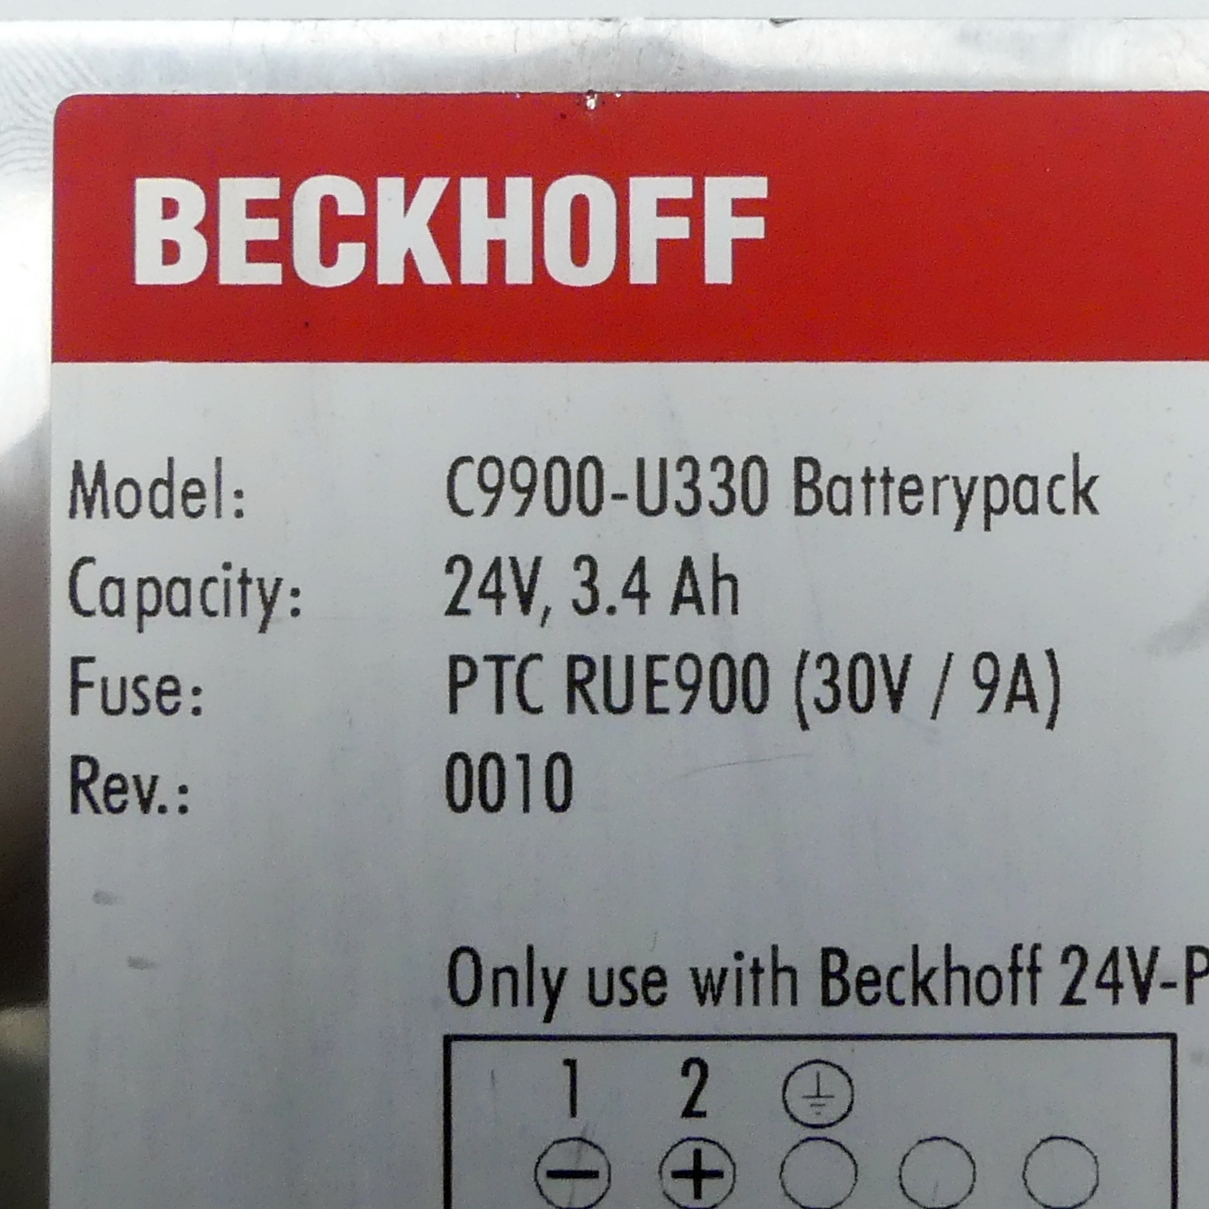 BECKHOFF
Model: C9900-U330 Batterypack
Capacity: 24V, 3.4 Ah
Fuse: PTC RUE900 (30V / 9A)
Rev.: 0010
Only use with Beckhoff 24V-P
1 2
− +